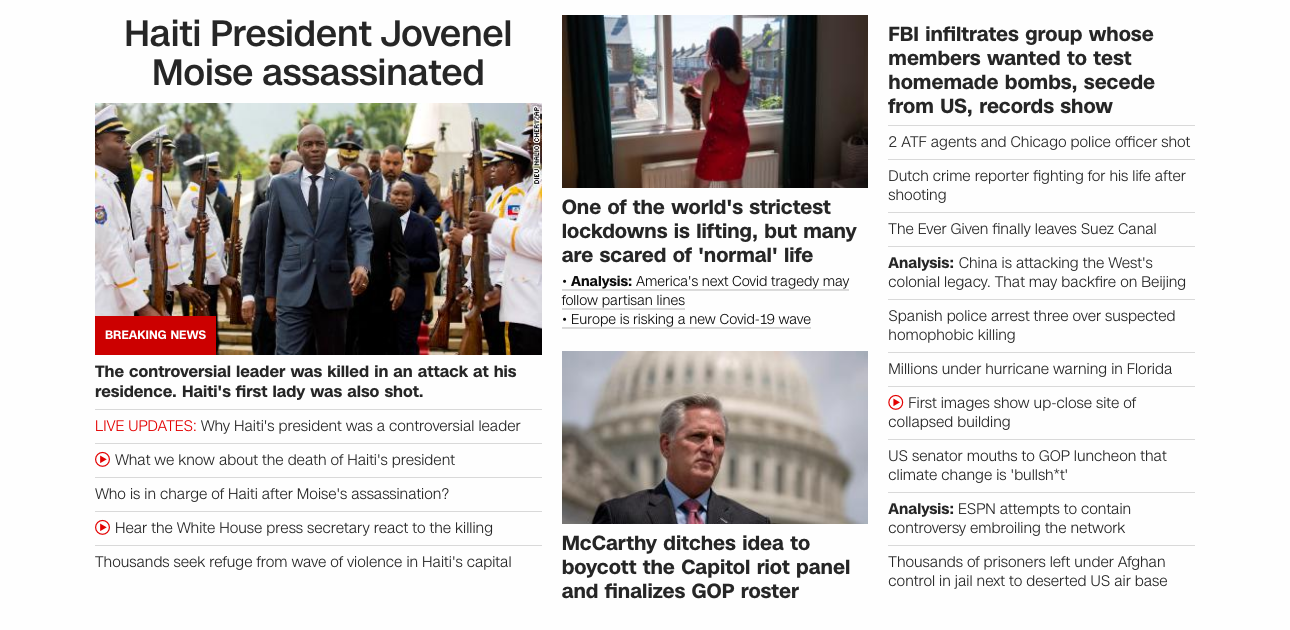 Haiti President Jovenel
Moise assassinated
DIEU NALIO CHERY/AP
BREAKING NEWS
The controversial leader was killed in an attack at his
residence. Haiti's first lady was also shot.
LIVE UPDATES: Why Haiti's president was a controversial leader
What we know about the death of Haiti's president
Who is in charge of Haiti after Moise's assassination?
Hear the White House press secretary react to the killing
Thousands seek refuge from wave of violence in Haiti's capital
One of the world's strictest
lockdowns is lifting, but many
are scared of 'normal' life
• Analysis: America's next Covid tragedy may
follow partisan lines
• Europe is risking a new Covid-19 wave
McCarthy ditches idea to
boycott the Capitol riot panel
and finalizes GOP roster
FBI infiltrates group whose
members wanted to test
homemade bombs, secede
from US, records show
2 ATF agents and Chicago police officer shot
Dutch crime reporter fighting for his life after
shooting
The Ever Given finally leaves Suez Canal
Analysis: China is attacking the West's
colonial legacy. That may backfire on Beijing
Spanish police arrest three over suspected
homophobic killing
Millions under hurricane warning in Florida
First images show up-close site of
collapsed building
US senator mouths to GOP luncheon that
climate change is 'bullsh*t'
Analysis: ESPN attempts to contain
controversy embroiling the network
Thousands of prisoners left under Afghan
control in jail next to deserted US air base